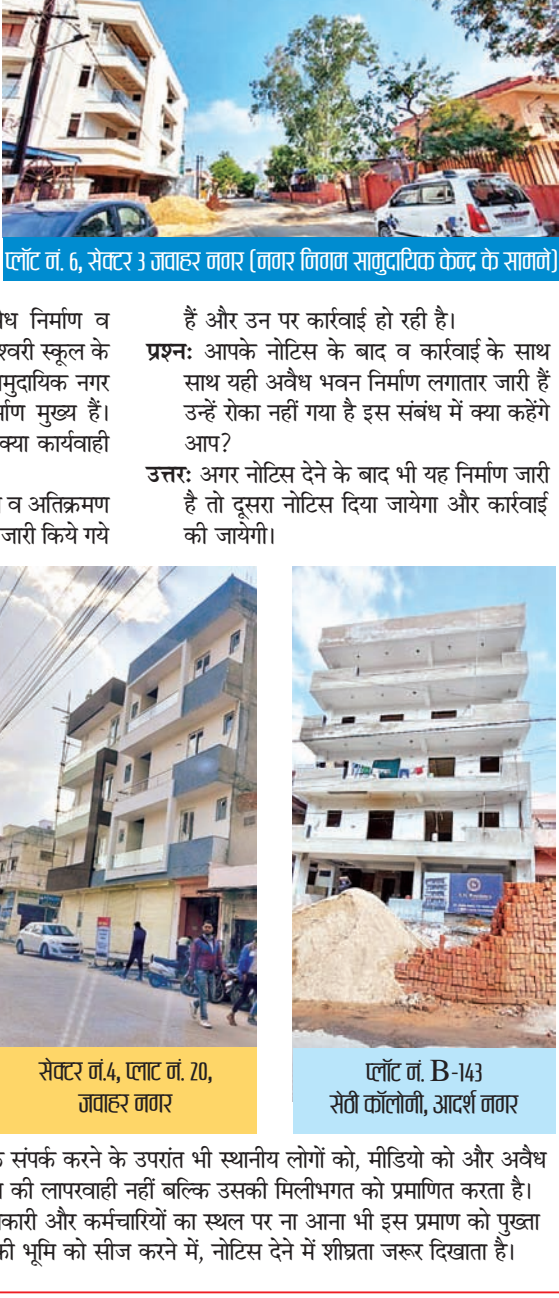 प्लॉट नं. 6, सेक्टर 3 जवाहर नगर (नगर निगम सामुदायिक केन्द्र के सामने)
ध निर्माण व
श्वरी स्कूल के
मुदायिक नगर
र्माण मुख्य हैं।
क्या कार्यवाही
व अतिक्रमण
जारी किये गये
हैं और उन पर कार्रवाई हो रही है।
प्रश्नः आपके नोटिस के बाद व कार्रवाई के साथ
साथ यही अवैध भवन निर्माण लगातार जारी हैं
उन्हें रोका नहीं गया है इस संबंध में क्या कहेंगे
आप?
उत्तरः अगर नोटिस देने के बाद भी यह निर्माण जारी
है तो दूसरा नोटिस दिया जायेगा और कार्रवाई
की जायेगी।
सेक्टर नं.4, प्लाट नं. 20,
जवाहर नगर
प्लॉट नं. B-143
सेठी कॉलोनी, आदर्श नगर
संपर्क करने के उपरांत भी स्थानीय लोगों को, मीडियो को और अवैध
की लापरवाही नहीं बल्कि उसकी मिलीभगत को प्रमाणित करता है।
कारी और कर्मचारियों का स्थल पर ना आना भी इस प्रमाण को पुख्ता
की भूमि को सीज करने में, नोटिस देने में शीघ्रता जरूर दिखाता है।